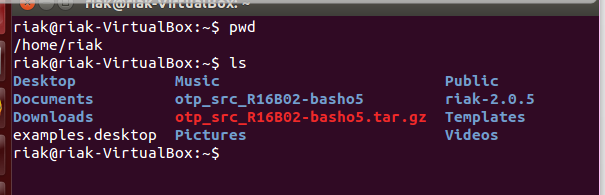 riak@riak-VirtualBox: ~
riak@riak-VirtualBox:~$ pwd
/home/riak
riak@riak-VirtualBox:~$ ls
Desktop Music Public
Documents otp_src_R16B02-basho5 riak-2.0.5
Downloads otp_src_R16B02-basho5.tar.gz Templates
examples.desktop Pictures Videos
riak@riak-VirtualBox:~$